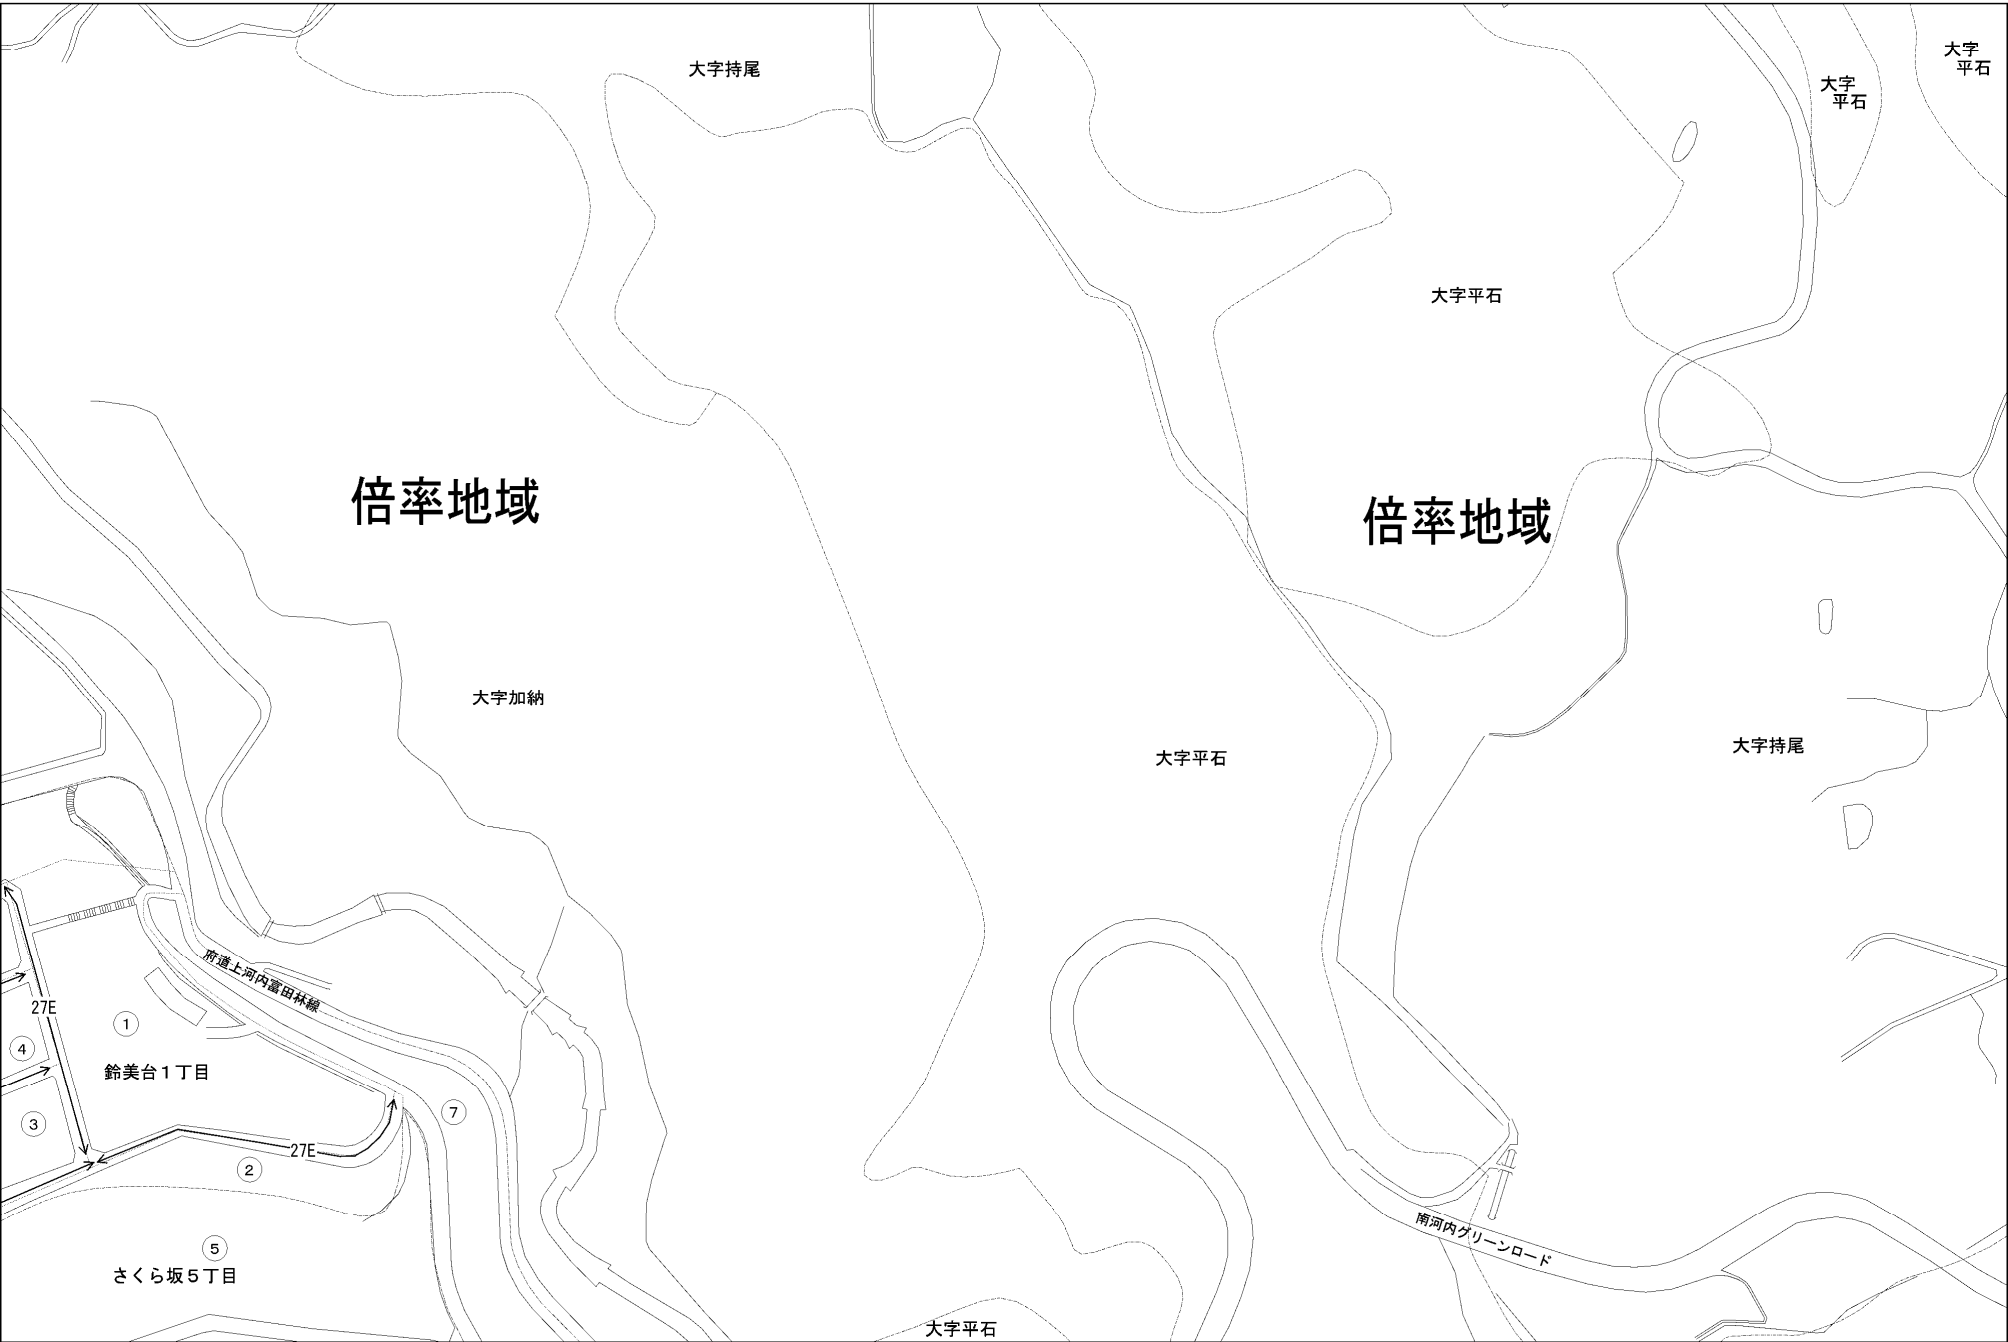 大字持尾
大字
平石
大字
平石
大字平石
倍率地域
倍率地域
大字加納
大字平石
大字持尾
府道上河内富田林線
27E
①
④
鈴美台１丁目
③
⑦
27E
②
南河内グリーンロード
⑤
さくら坂５丁目
大字平石